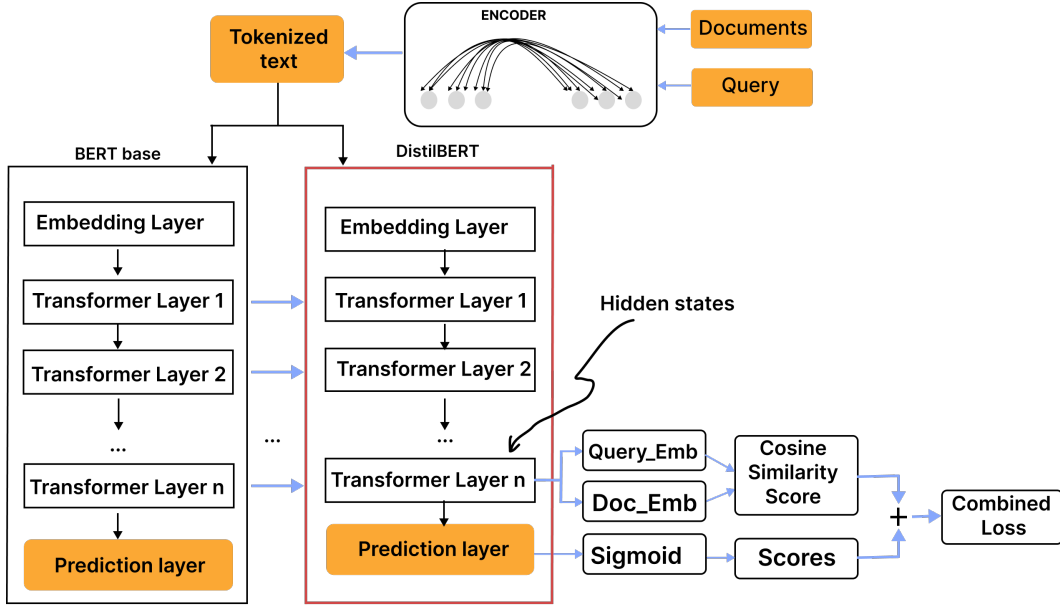 ENCODER
Documents
Tokenized
text
Query
BERT base
DistilBERT
Embedding Layer
Transformer Layer 1
Transformer Layer 2
...
Transformer Layer n
Prediction layer
...
Embedding Layer
Transformer Layer 1
Transformer Layer 2
...
Transformer Layer n
Prediction layer
Hidden states
Query_Emb
Doc_Emb
Cosine
Similarity
Score
Sigmoid
Scores
+
Combined
Loss